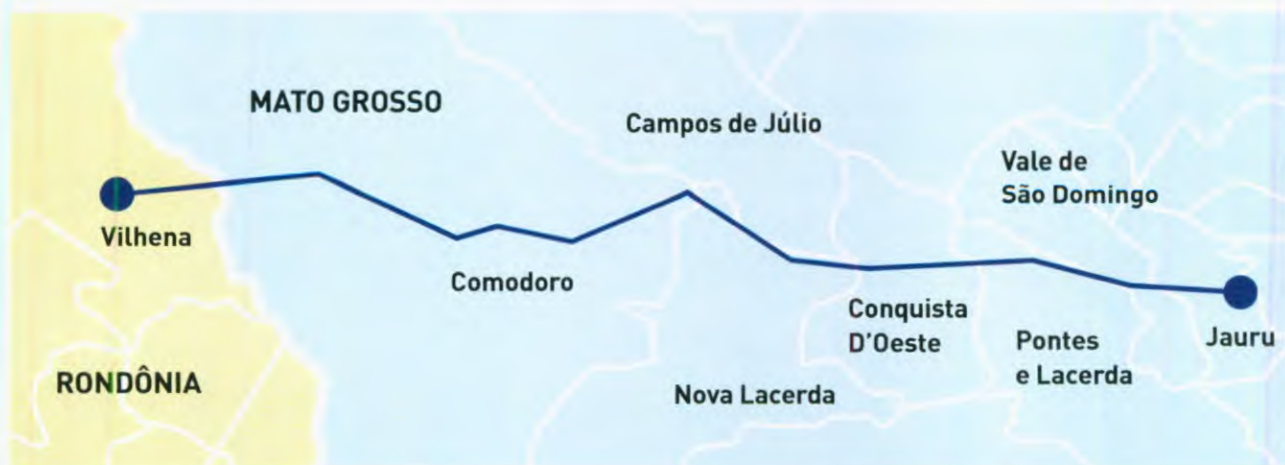 MATO GROSSO
Campos de Júlio
Vale de
São Domingo
Vilhena
Comodoro
Conquista
D'Oeste
Pontes
e Lacerda
Jauru
RONDÔNIA
Nova Lacerda